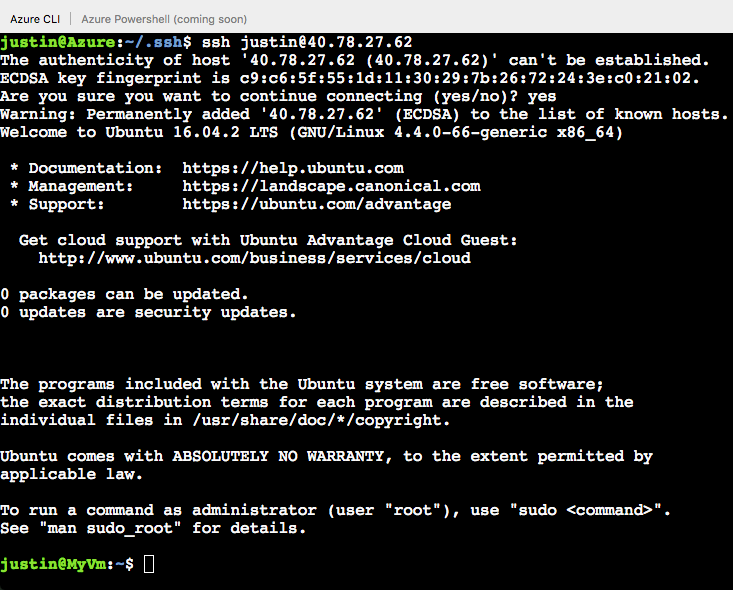 Azure CLI | Azure Powershell (coming soon)
justin@Azure:~/.ssh$ ssh justin@40.78.27.62
The authenticity of host '40.78.27.62 (40.78.27.62)' can't be established.
ECDSA key fingerprint is c9:c6:5f:55:1d:11:30:29:7b:26:72:24:3e:c0:21:02.
Are you sure you want to continue connecting (yes/no)? yes
Warning: Permanently added '40.78.27.62' (ECDSA) to the list of known hosts.
Welcome to Ubuntu 16.04.2 LTS (GNU/Linux 4.4.0-66-generic x86_64)

 * Documentation:  https://help.ubuntu.com
 * Management:     https://landscape.canonical.com
 * Support:        https://ubuntu.com/advantage

  Get cloud support with Ubuntu Advantage Cloud Guest:
    http://www.ubuntu.com/business/services/cloud

0 packages can be updated.
0 updates are security updates.

The programs included with the Ubuntu system are free software;
the exact distribution terms for each program are described in the
individual files in /usr/share/doc/*/copyright.

Ubuntu comes with ABSOLUTELY NO WARRANTY, to the extent permitted by
applicable law.

To run a command as administrator (user "root"), use "sudo <command>".
See "man sudo_root" for details.

justin@MyVm:~$